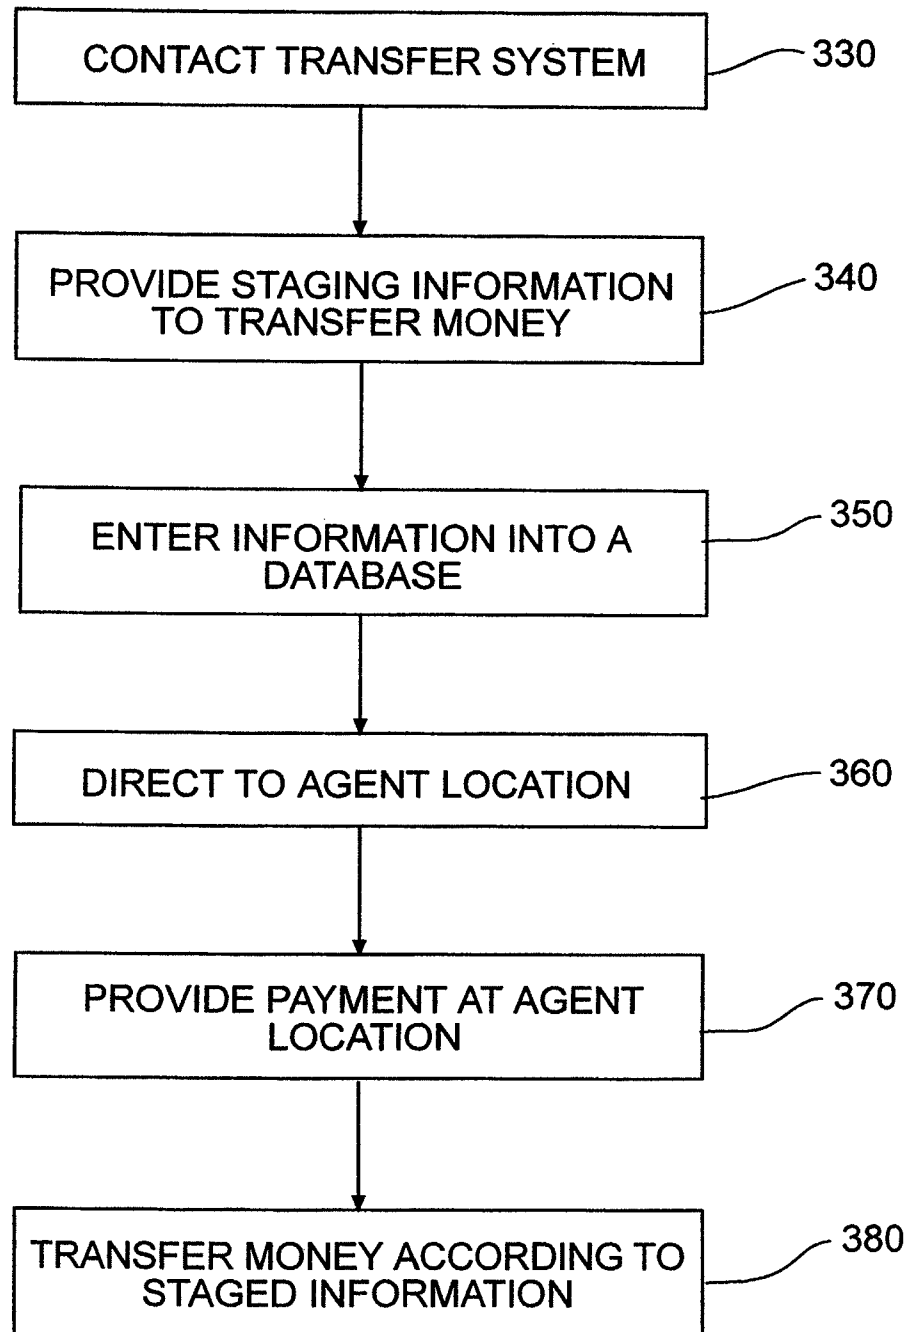 CONTACT TRANSFER SYSTEM
330
PROVIDE STAGING INFORMATION
TO TRANSFER MONEY
340
ENTER INFORMATION INTO A
DATABASE
350
DIRECT TO AGENT LOCATION
360
PROVIDE PAYMENT AT AGENT
LOCATION
370
TRANSFER MONEY ACCORDING TO
STAGED INFORMATION
380